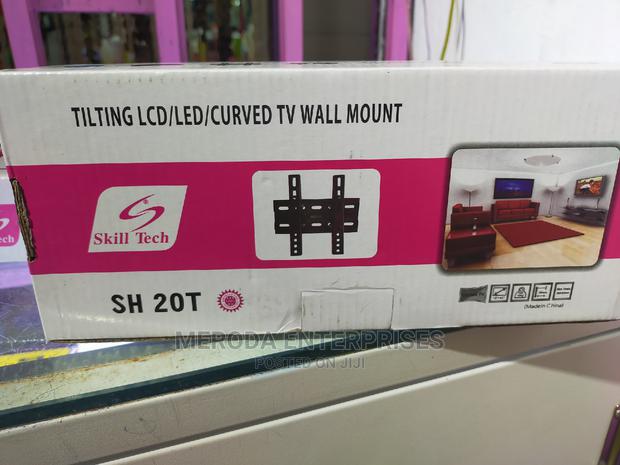 TILTING LCD/LED/CURVED TV WALL MOUNT
Skill Tech
ech
SH 20T
(Made in China)
MERODA ENTERPRISES
POSTED ON JIJI